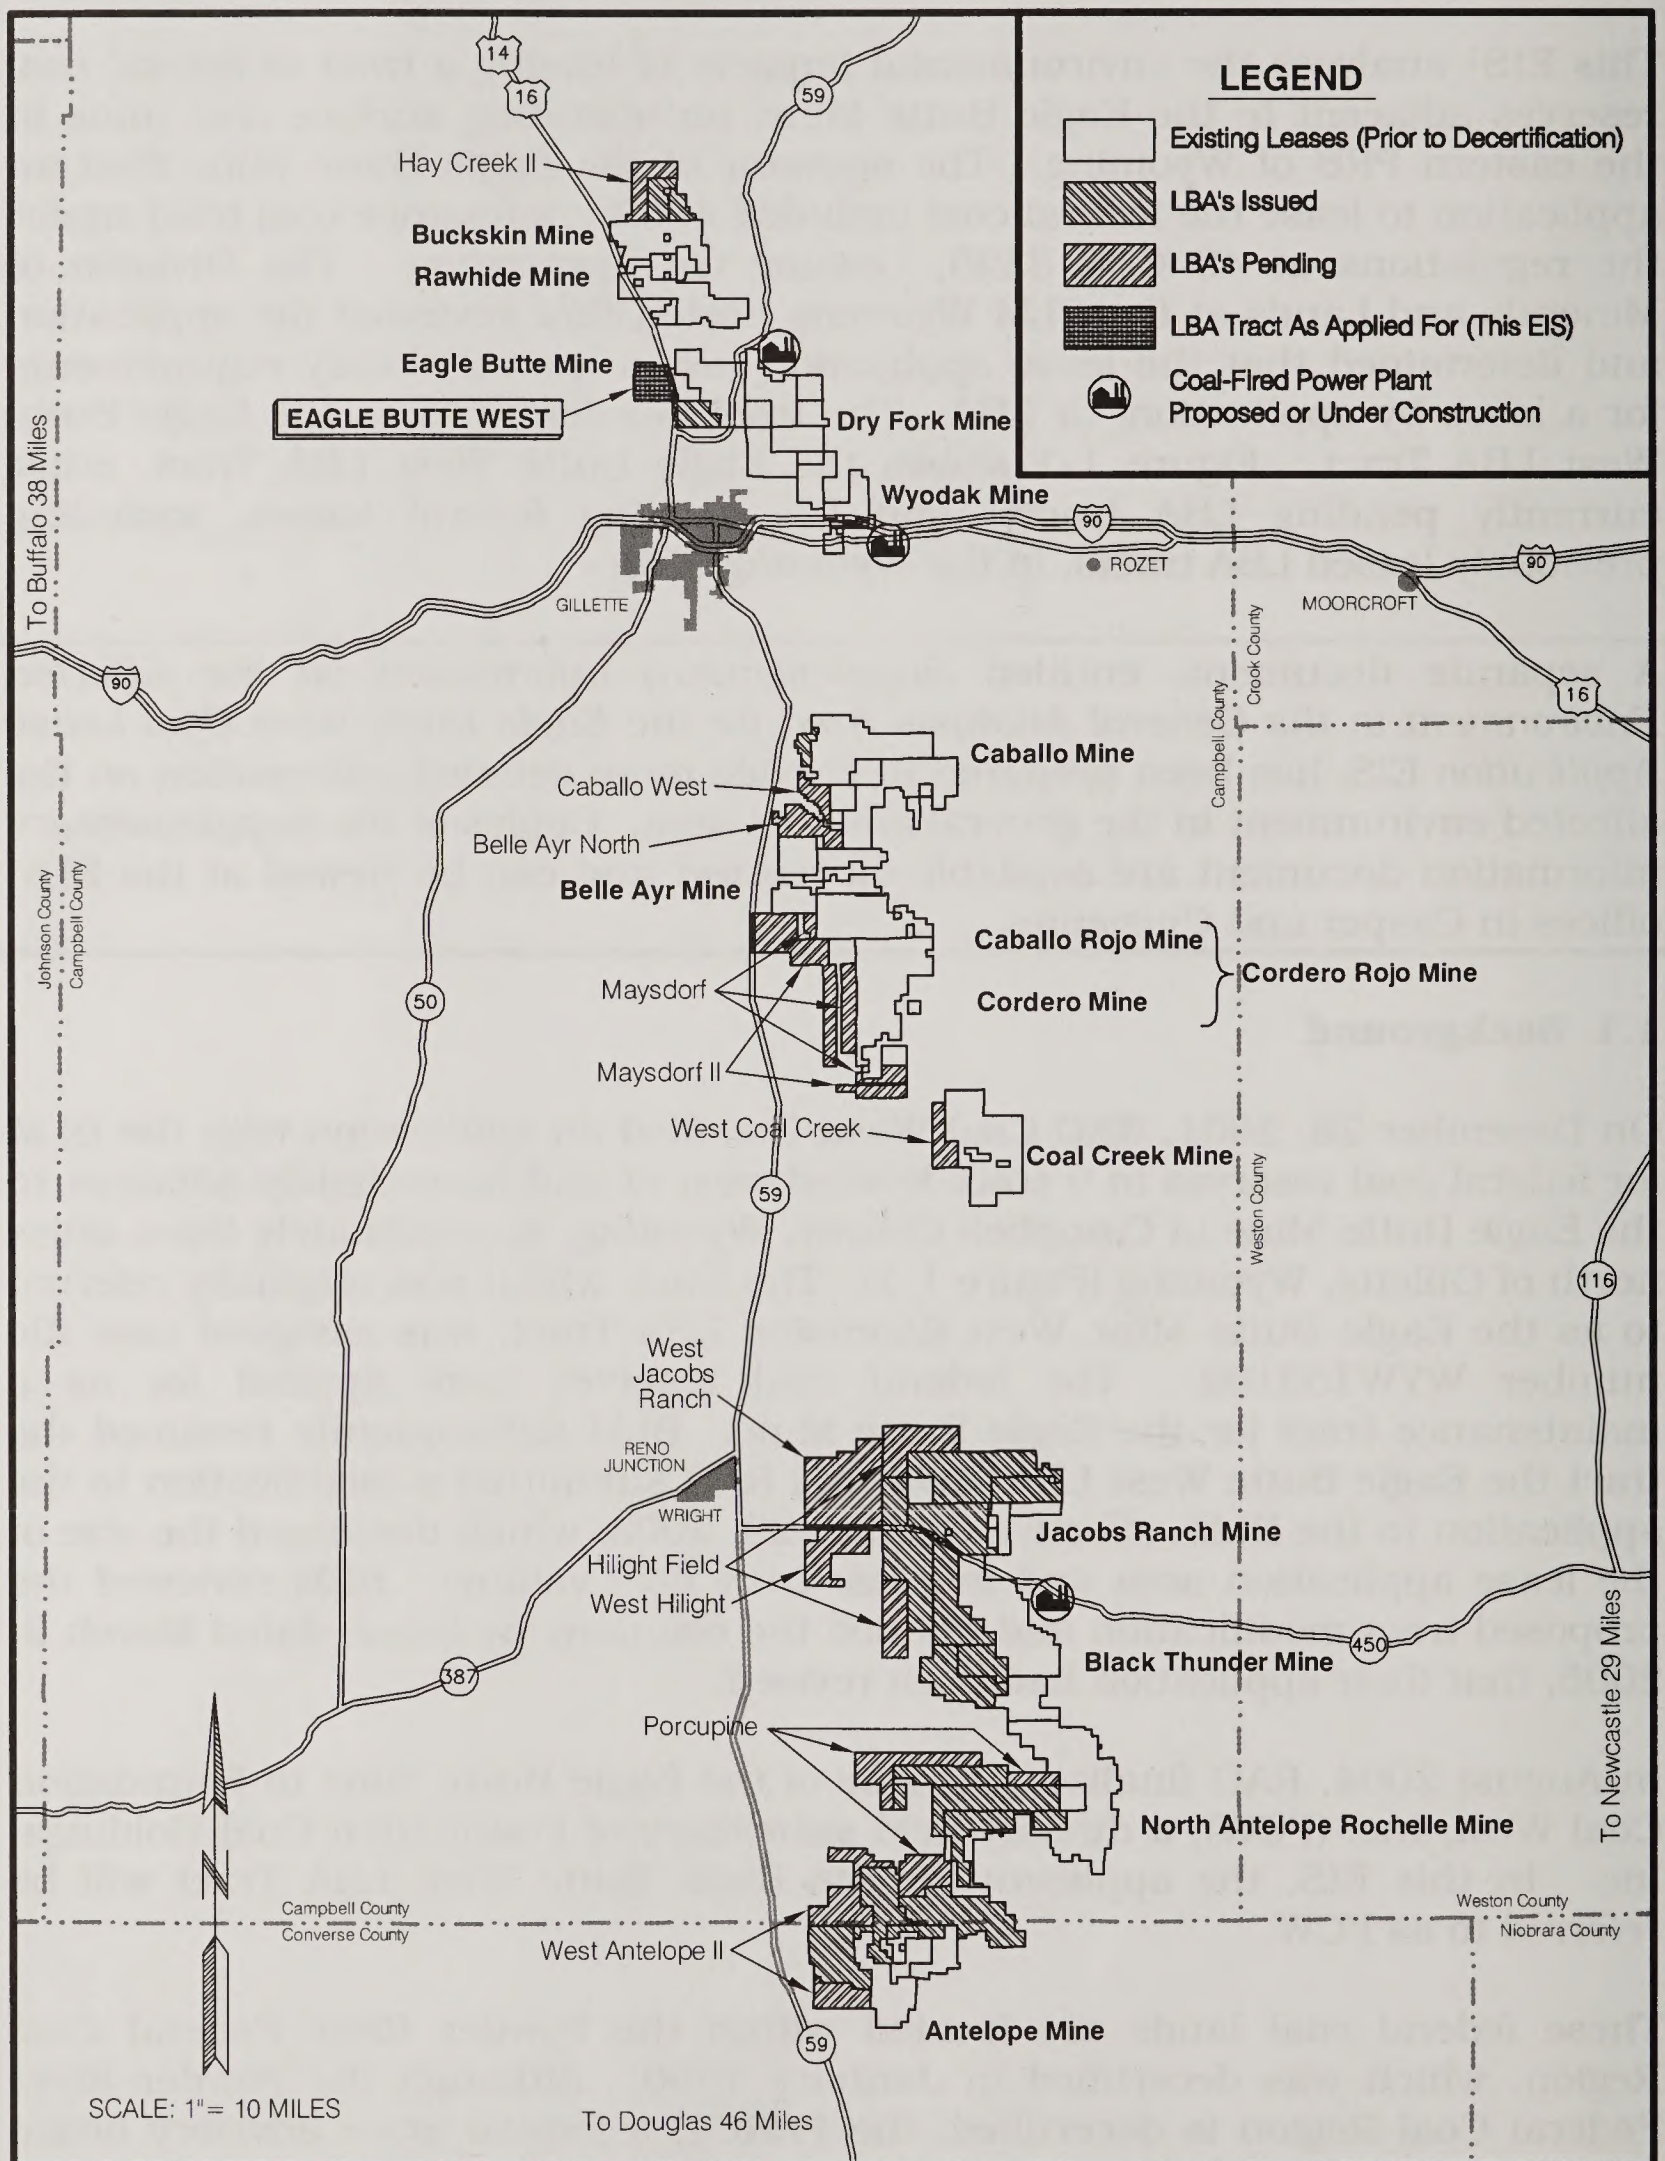 14
16
59
LEGEND
Existing Leases (Prior to Decertification)
LBA's Issued
LBA's Pending
LBA Tract As Applied For (This EIS)
Coal-Fired Power Plant
Proposed or Under Construction
Hay Creek II
Buckskin Mine
Rawhide Mine
Eagle Butte Mine
EAGLE BUTTE WEST
Dry Fork Mine
Wyodak Mine
To Buffalo 38 Miles
90
90
90
ROZET
MOORCROFT
GILLETTE
16
Campbell County
Crook County
Caballo Mine
Caballo West
Belle Ayr North
Belle Ayr Mine
Johnson County
Campbell County
Caballo Rojo Mine
Cordero Rojo Mine
Cordero Mine
Maysdorf
50
Maysdorf II
West Coal Creek
Coal Creek Mine
59
Weston County
116
West
Jacobs
Ranch
RENO
JUNCTION
WRIGHT
Jacobs Ranch Mine
Hilight Field
West Hilight
450
Black Thunder Mine
387
To Newcastle 29 Miles
Porcupine
North Antelope Rochelle Mine
N
Campbell County
Converse County
Weston County
Niobrara County
West Antelope II
Antelope Mine
59
SCALE: 1"= 10 MILES
To Douglas 46 Miles